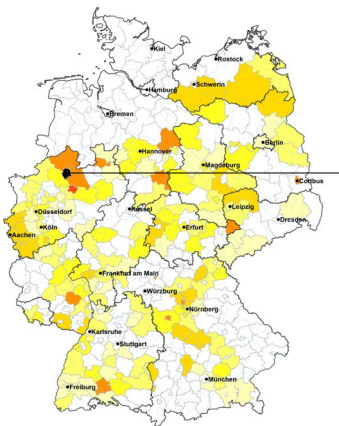 Kiel
Rostock
Schwerin
Hamburg
Bremen
Berlin
Hannover
Magdeburg
Cottbus
Düsseldorf
Kassel
Leipzig
Dresden
Köln
Aachen
Erfurt
Frankfurt am Main
Würzburg
Nürnberg
Karlsruhe
Stuttgart
München
Freiburg